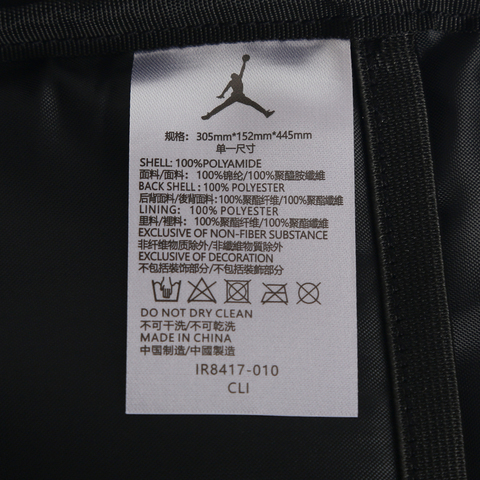 规格：305mm*152mm*445mm
单一尺寸
SHELL: 100%POLYAMIDE
面料/面料：100%锦纶/100%聚醯胺纖維
BACK SHELL: 100% POLYESTER
后背面料/後背面料：100%聚酯纤维/100%聚酯纖維
LINING: 100% POLYESTER
里料/裡料：100%聚酯纤维/100%聚酯纖維
EXCLUSIVE OF NON-FIBER SUBSTANCE
非纤维物质除外/非纖維物質除外
EXCLUSIVE OF DECORATION
不包括装饰部分/不包括裝飾部分
DO NOT DRY CLEAN
不可干洗/不可乾洗
MADE IN CHINA
中国制造/中國製造
IR8417-010
CLI